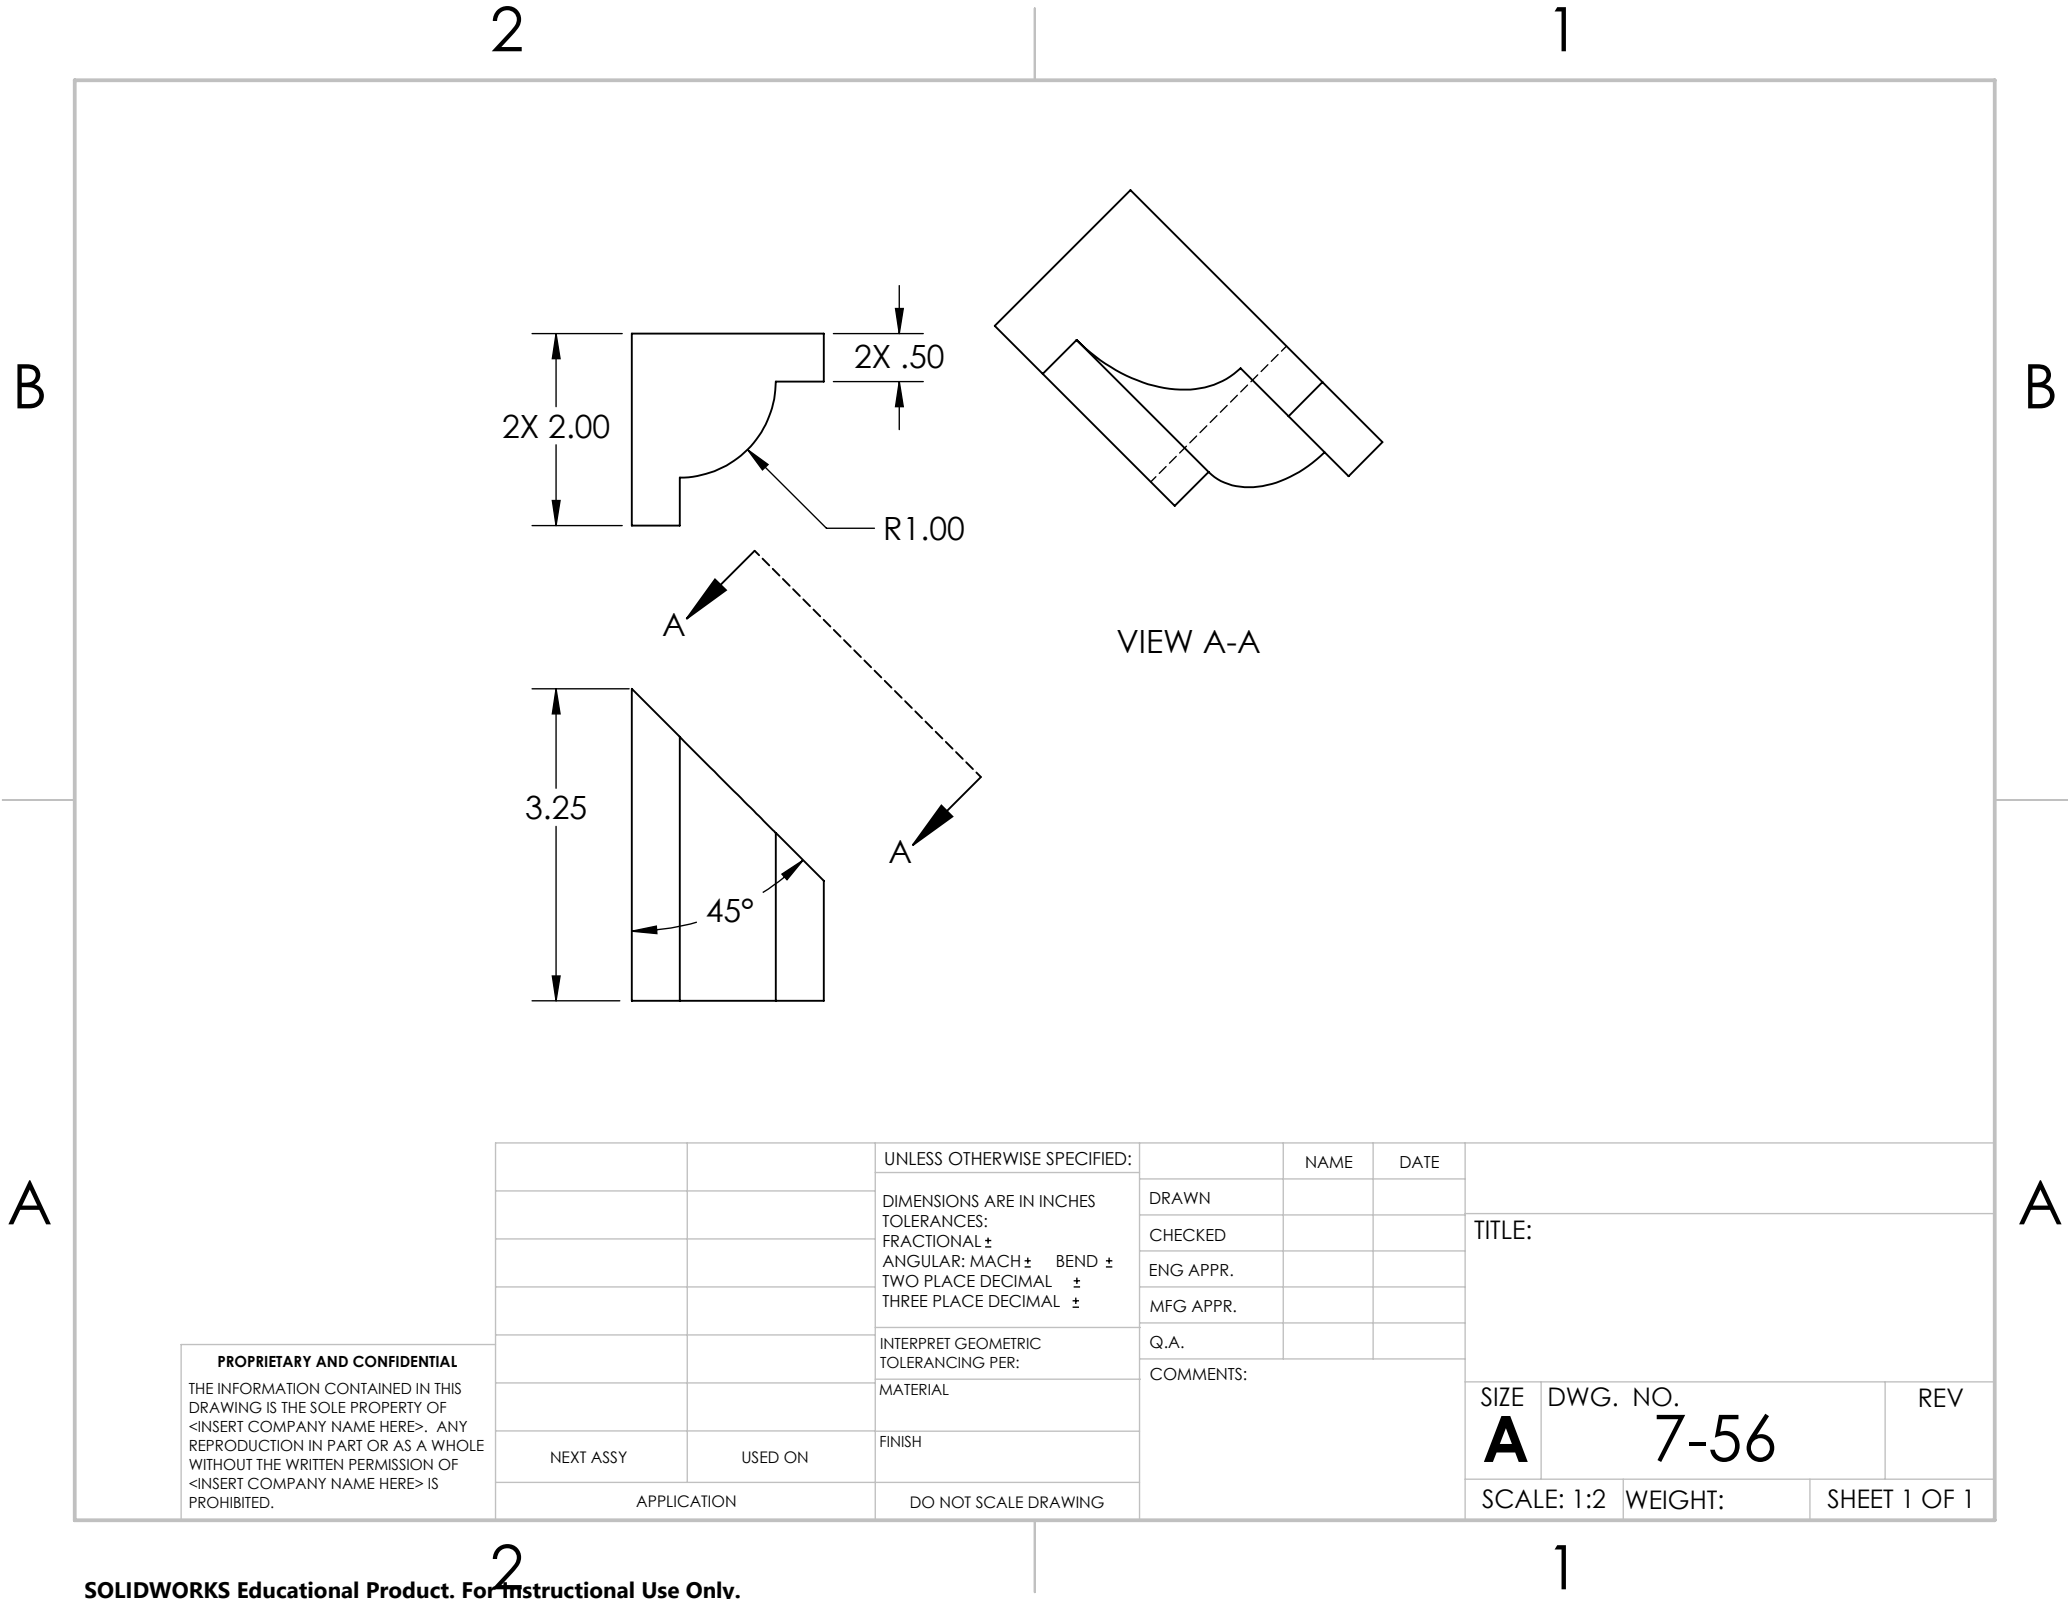 2 1
B B
2X .50
2X 2.00
R1.00
A
VIEW A-A
3.25
A
45°
A A
UNLESS OTHERWISE SPECIFIED:
DIMENSIONS ARE IN INCHES
TOLERANCES:
FRACTIONAL ±
ANGULAR: MACH ± BEND ±
TWO PLACE DECIMAL ±
THREE PLACE DECIMAL ±
INTERPRET GEOMETRIC
TOLERANCING PER:
MATERIAL
FINISH
DO NOT SCALE DRAWING
NAME DATE
DRAWN
CHECKED
ENG APPR.
MFG APPR.
Q.A.
COMMENTS:
TITLE:
SIZE DWG. NO. REV
A 7-56
SCALE: 1:2 WEIGHT: SHEET 1 OF 1
PROPRIETARY AND CONFIDENTIAL
THE INFORMATION CONTAINED IN THIS
DRAWING IS THE SOLE PROPERTY OF
<INSERT COMPANY NAME HERE>. ANY
REPRODUCTION IN PART OR AS A WHOLE
WITHOUT THE WRITTEN PERMISSION OF
<INSERT COMPANY NAME HERE> IS
PROHIBITED.
NEXT ASSY USED ON
APPLICATION
2 1
SOLIDWORKS Educational Product. For Instructional Use Only.